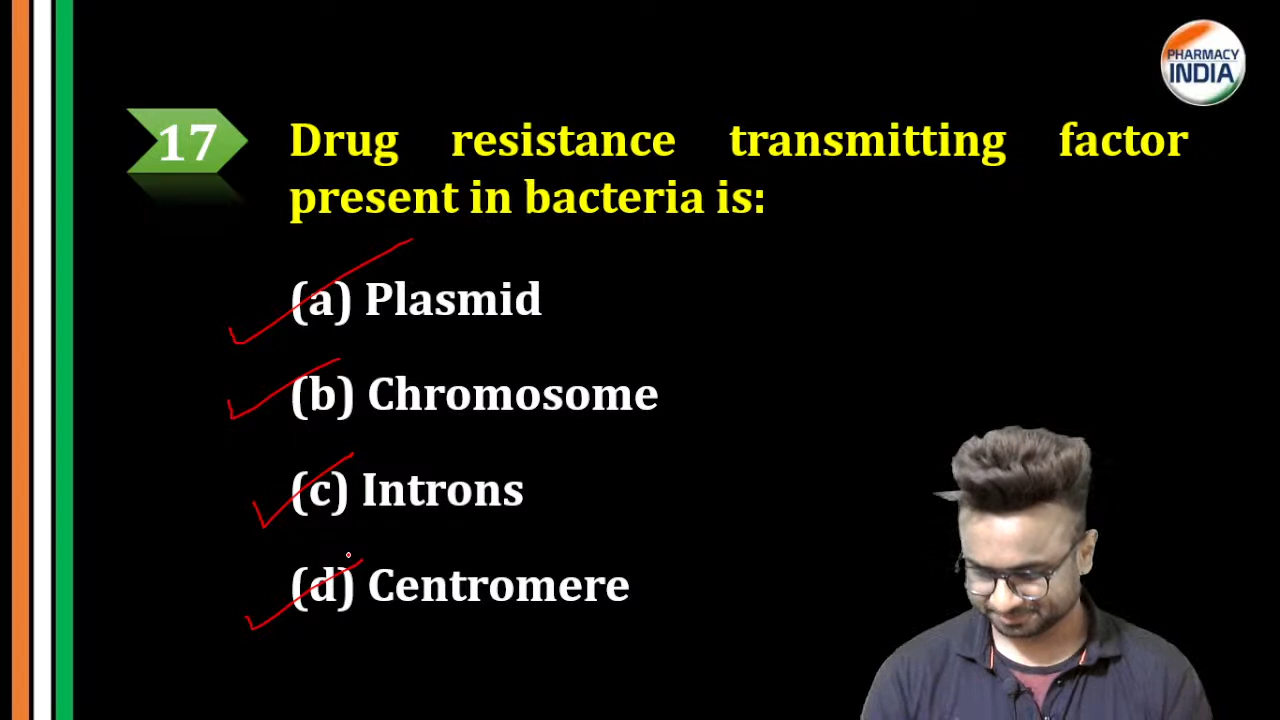 PHARMACY
INDIA
17
Drug resistance transmitting factor
present in bacteria is:
(a) Plasmid
(b) Chromosome
(c) Introns
(d) Centromere